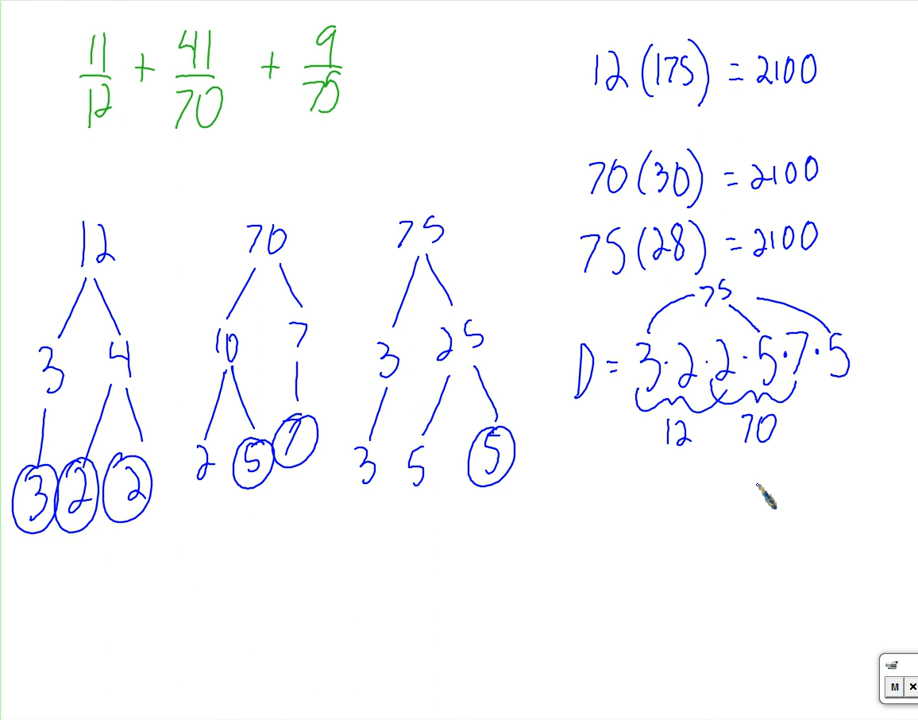 11/12 + 41/70 + 9/75
12(175) = 2100
70(30) = 2100
75(28) = 2100
12 70 75
3 4 10 7 3 25
3 2 2 2 5 7 3 5 5
75
D = 3·2·2·5·7·5
12 70
M ×